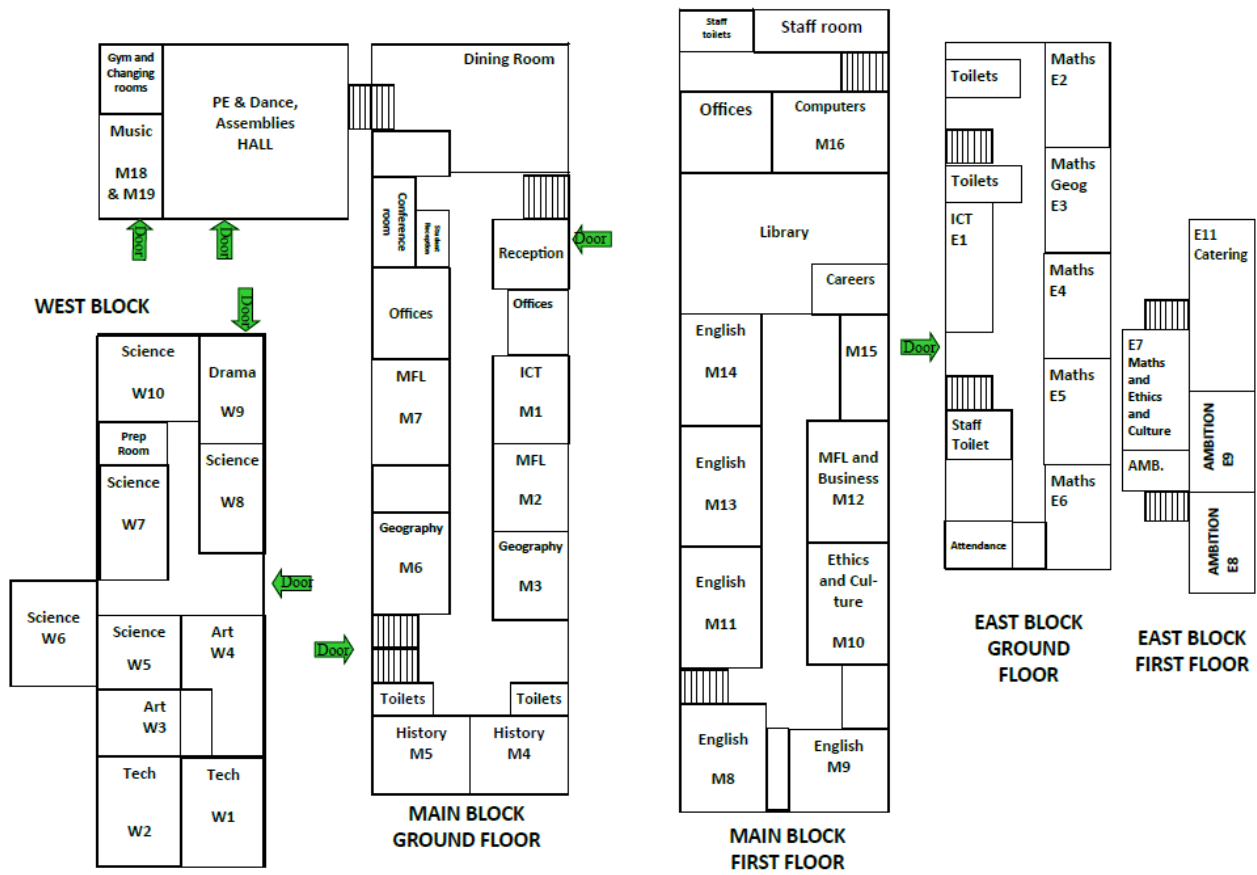 Gym and
Changing
rooms
PE & Dance,
Assemblies
HALL
Music
M18
& M19
Door
Door
WEST BLOCK
Door
Science
W10
Drama
W9
Prep
Room
Science
W8
Science
W7
Door
Science
W6
Science
W5
Art
W4
Art
W3
Tech
W2
Tech
W1
Dining Room
Conference
room
Student
Reception
Reception
Door
Offices
Offices
MFL
M7
ICT
M1
MFL
M2
Geography
M6
Geography
M3
Door
Toilets
Toilets
History
M5
History
M4
MAIN BLOCK
GROUND FLOOR
Staff
toilets
Staff room
Offices
Computers
M16
Library
Careers
English
M14
M15
English
M13
MFL and
Business
M12
English
M11
Ethics
and Cul-
ture
M10
English
M8
English
M9
MAIN BLOCK
FIRST FLOOR
Toilets
Maths
E2
Toilets
Maths
Geog
E3
ICT
E1
Maths
E4
Door
Maths
E5
Staff
Toilet
Maths
E6
Attendance
EAST BLOCK
GROUND
FLOOR
E11
Catering
E7
Maths
and
Ethics
and
Culture
AMBITION
E9
AMB.
AMBITION
E8
EAST BLOCK
FIRST FLOOR